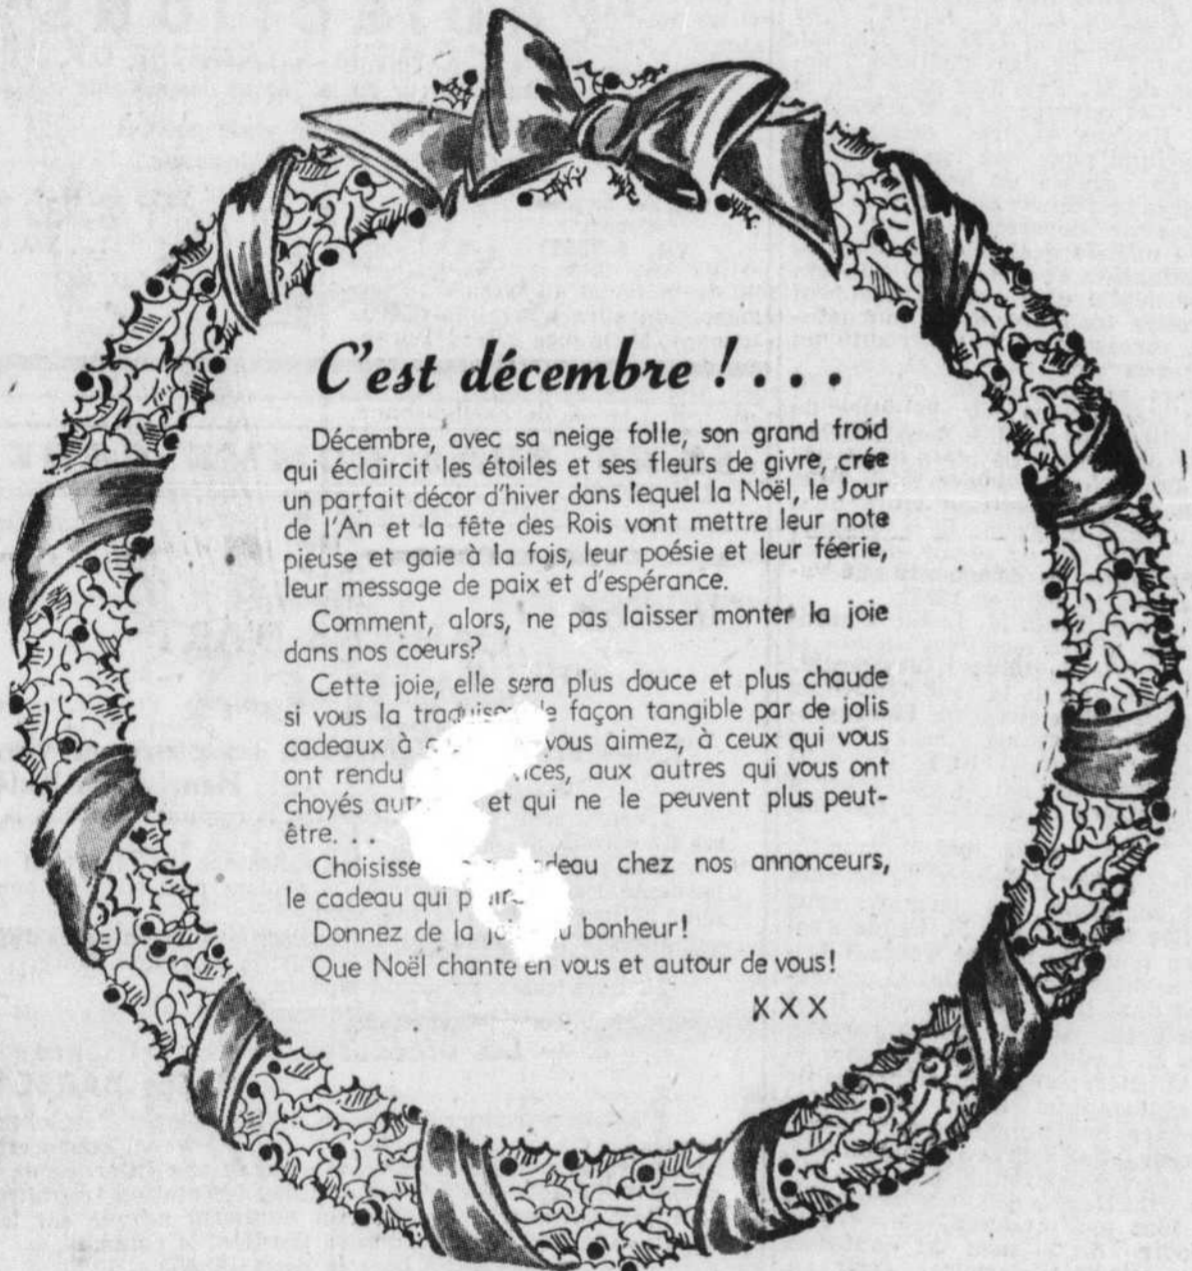 C'est décembre ! . . .
Décembre, avec sa neige folle, son grand froid
qui éclaircit les étoiles et ses fleurs de givre, crée
un parfait décor d'hiver dans lequel la Noël, le Jour
de l'An et la fête des Rois vont mettre leur note
pieuse et gaie à la fois, leur poésie et leur féerie,
leur message de paix et d'espérance.
Comment, alors, ne pas laisser monter la joie
dans nos coeurs?
Cette joie, elle sera plus douce et plus chaude
si vous la façon tangible par de jolis
cadeaux à vous aimez, à ceux qui vous
ont rendu aux autres qui vous ont
choyés et qui ne le peuvent plus peut-
être. . .
chez nos annonceurs,
le cadeau qui
Donnez de la bonheur!
Que Noël chante en vous et autour de vous!
X X X